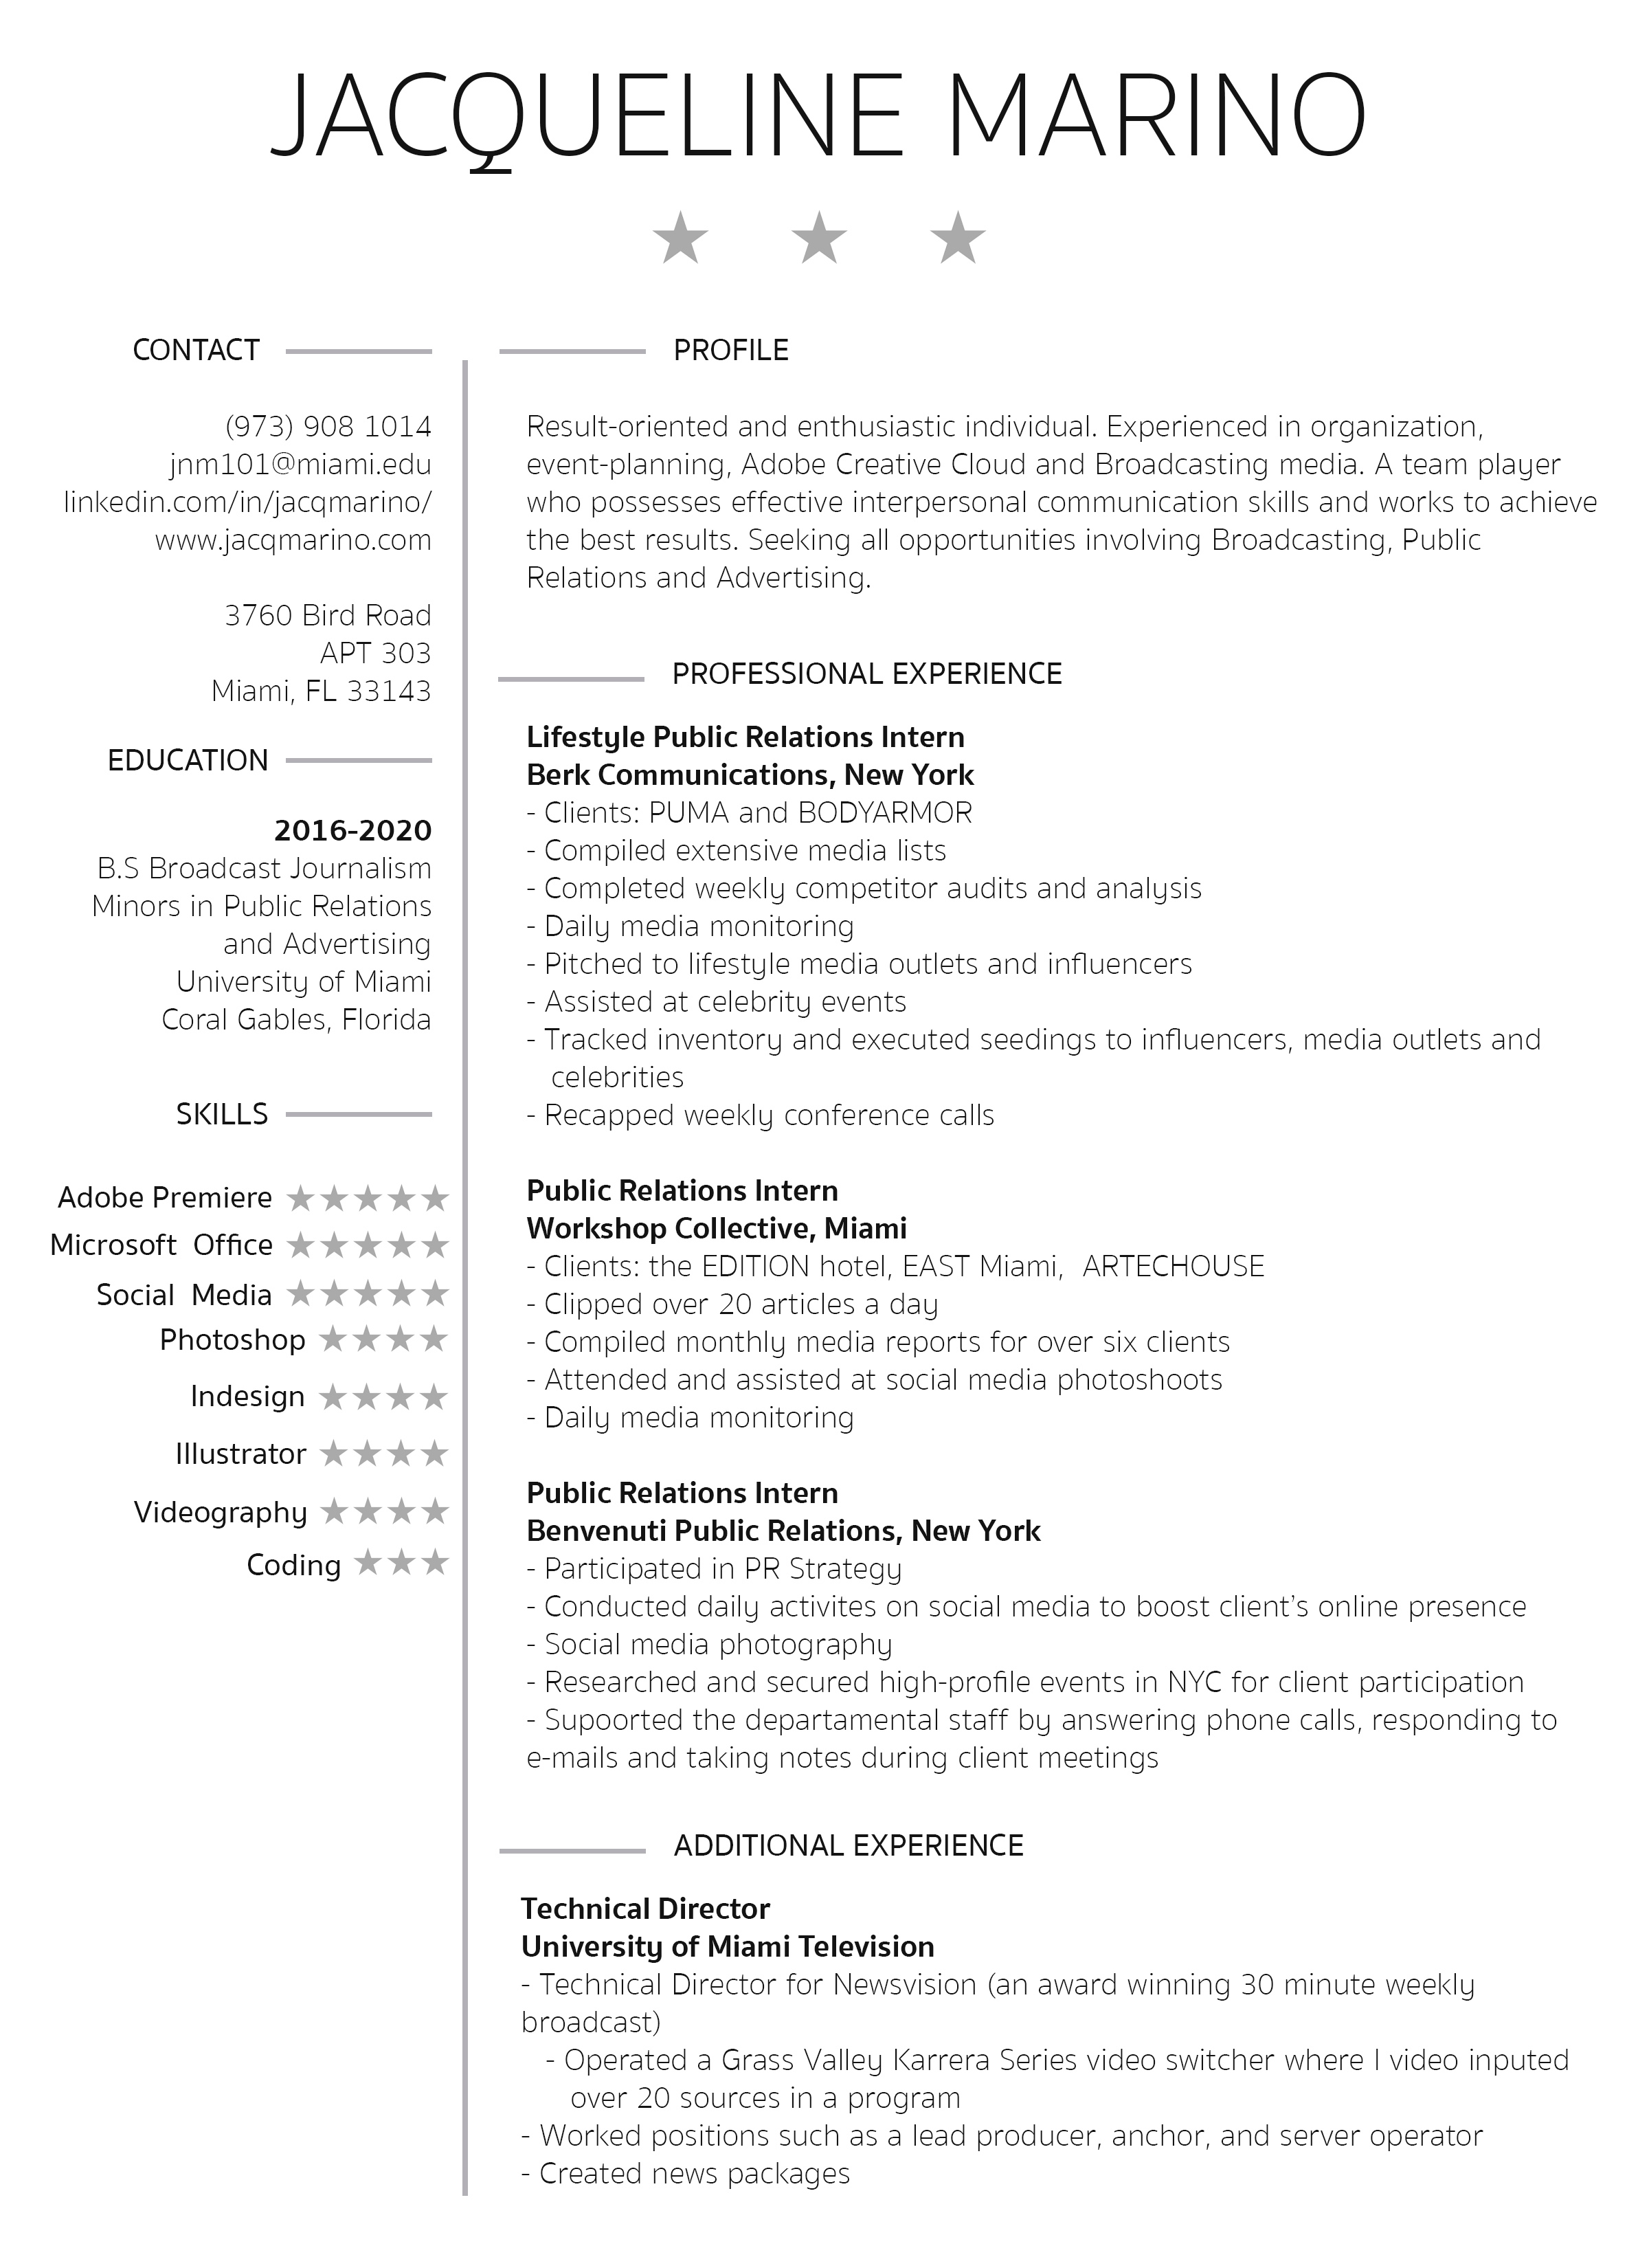 JACQUELINE MARINO
CONTACT
(973) 908 1014
jnm101@miami.edu
linkedin.com/in/jacqmarino/
www.jacqmarino.com
3760 Bird Road
APT 303
Miami, FL 33143
EDUCATION
2016-2020
B.S Broadcast Journalism
Minors in Public Relations
and Advertising
University of Miami
Coral Gables, Florida
SKILLS
Adobe Premiere
Microsoft Office
Social Media
Photoshop
Indesign
Illustrator
Videography
Coding
PROFILE
Result-oriented and enthusiastic individual. Experienced in organization,
event-planning, Adobe Creative Cloud and Broadcasting media. A team player
who possesses effective interpersonal communication skills and works to achieve
the best results. Seeking all opportunities involving Broadcasting, Public
Relations and Advertising.
PROFESSIONAL EXPERIENCE
Lifestyle Public Relations Intern
Berk Communications, New York
- Clients: PUMA and BODYARMOR
- Compiled extensive media lists
- Completed weekly competitor audits and analysis
- Daily media monitoring
- Pitched to lifestyle media outlets and influencers
- Assisted at celebrity events
- Tracked inventory and executed seedings to influencers, media outlets and
celebrities
- Recapped weekly conference calls
Public Relations Intern
Workshop Collective, Miami
- Clients: the EDITION hotel, EAST Miami, ARTECHOUSE
- Clipped over 20 articles a day
- Compiled monthly media reports for over six clients
- Attended and assisted at social media photoshoots
- Daily media monitoring
Public Relations Intern
Benvenuti Public Relations, New York
- Participated in PR Strategy
- Conducted daily activites on social media to boost client’s online presence
- Social media photography
- Researched and secured high-profile events in NYC for client participation
- Supoorted the departamental staff by answering phone calls, responding to
e-mails and taking notes during client meetings
ADDITIONAL EXPERIENCE
Technical Director
University of Miami Television
- Technical Director for Newsvision (an award winning 30 minute weekly
broadcast)
- Operated a Grass Valley Karrera Series video switcher where I video inputed
over 20 sources in a program
- Worked positions such as a lead producer, anchor, and server operator
- Created news packages